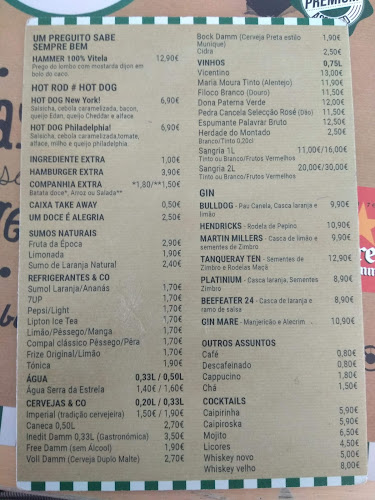 UM PREGUITO SABE
SEMPRE BEM
HAMMER 100% Vitela 12,90€
Prego do lombo com mostarda dijon em
bolo do caco.
HOT ROD # HOT DOG
HOT DOG New York! 6,90€
Salsicha, cebola caramelizada, bacon,
queijo Edan, queijo Cheddar e alface
HOT DOG Philadelphia! 6,90€
Salsicha, cebola caramelizada,tomate,
alface, milho e queijo philadelphia.
INGREDIENTE EXTRA 1,00€
HAMBURGER EXTRA 3,90€
COMPANHIA EXTRA *1,80/**1,50€
Batata doce*, Arroz ou Salada**
CAIXA TAKE AWAY 0,50€
UM DOCE É ALEGRIA 2,50€
SUMOS NATURAIS
Fruta da Época 2,90€
Limonada 1,90€
Sumo de Laranja Natural 2,40€
REFRIGERANTES & CO
Sumol Laranja/Ananás 1,70€
7UP 1,70€
Pepsi/Light 1,70€
Lipton Ice Tea 1,70€
Limão/Pêssego/Manga 1,70€
Compal clássico Pêssego/Pêra 1,70€
Frize Original/Limão 1,70€
Tónica 1,90€
ÁGUA 0,33L / 0,50L
Água Serra da Estrela 1,40€ / 1,60€
CERVEJAS & CO 0,20L / 0,33L
Imperial (tradição cervejeira) 1,50€ / 1,90€
Caneca 0,50L 2,70€
Inedit Damm 0,33L (Gastronómica) 3,50€
Free Damm (sem Álcool) 1,90€
Voll Damm (Cerveja Duplo Malte) 2,70€
Bock Damm (Cerveja Preta estilo 1,90€
Munique)
Cidra 2,50€
VINHOS 0,75L
Vicentino 13,00€
Maria Moura Tinto (Alentejo) 11,90€
Filoco Branco (Douro) 11,50€
Dona Paterna Verde 12,00€
Pedra Cancela Selecção Rosé (Dão) 11,50€
Espumante Palavrar Bruto 12,50€
Herdade do Montado 2,50€
Branco/Tinto 0,20cl
Sangria 1L 11,00€/16,00€
Tinto ou Branco/Frutos Vermelhos
Sangria 2L 20,00€/30,00€
Tinto ou Branco/Frutos Vermelhos
GIN
BULLDOG - Pau Canela, Casca laranja e 8,90€
limão
HENDRICKS - Rodela de Pepino 10,90€
MARTIN MILLERS - Casca de limão e 9,90€
sementes de Zimbro
TANQUERAY TEN - Sementes de 12,90€
Zimbro e Rodelas Maçã
PLATINIUM - Casca laranja, Sementes 8,90€
Zimbro
BEEFEATER 24 - Casca laranja e 8,90€
ramo de salsa
G!N MARE - Manjericão e Alecrim 10,90€
OUTROS ASSUNTOS
Café 0,80€
Descafeinado 0,80€
Cappucino 1,80€
Chá 1,50€
COCKTAILS
Caipirinha 5,90€
Caipiroska 5,90€
Mojito 6,50€
Licores 4,50€
Whiskey novo 5,00€
Whiskey velho 8,00€
PREMIUM